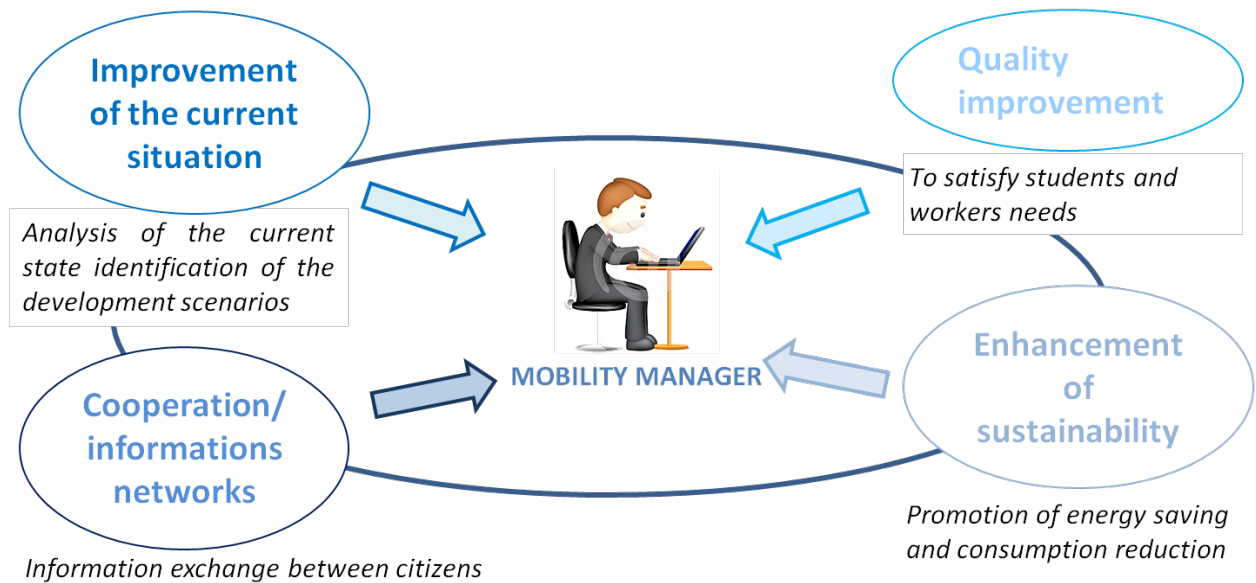 Improvement
of the current
situation
Analysis of the current
state identification of the
development scenarios
Quality
improvement
To satisfy students and
workers needs
MOBILITY MANAGER
Cooperation/
informations
networks
Information exchange between citizens
Enhancement
of
sustainability
Promotion of energy saving
and consumption reduction